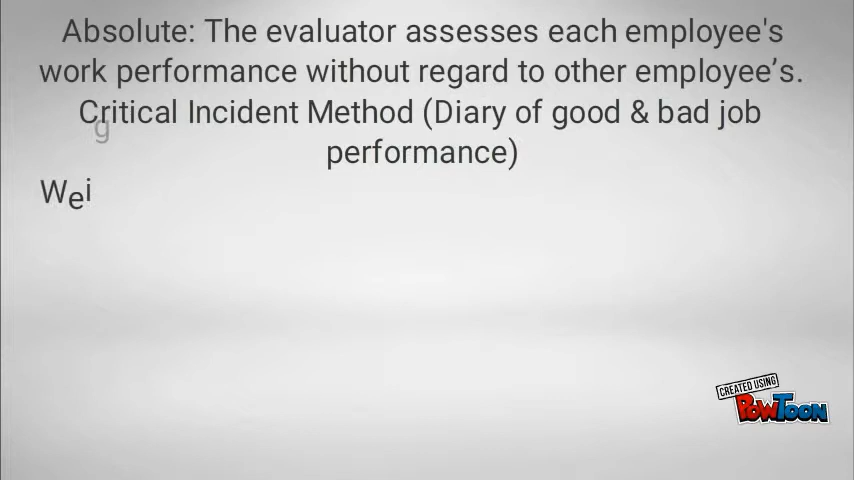 Absolute: The evaluator assesses each employee's
work performance without regard to other employee’s.
Critical Incident Method (Diary of good & bad job
performance)
Weig
CREATED USING
POWTOON